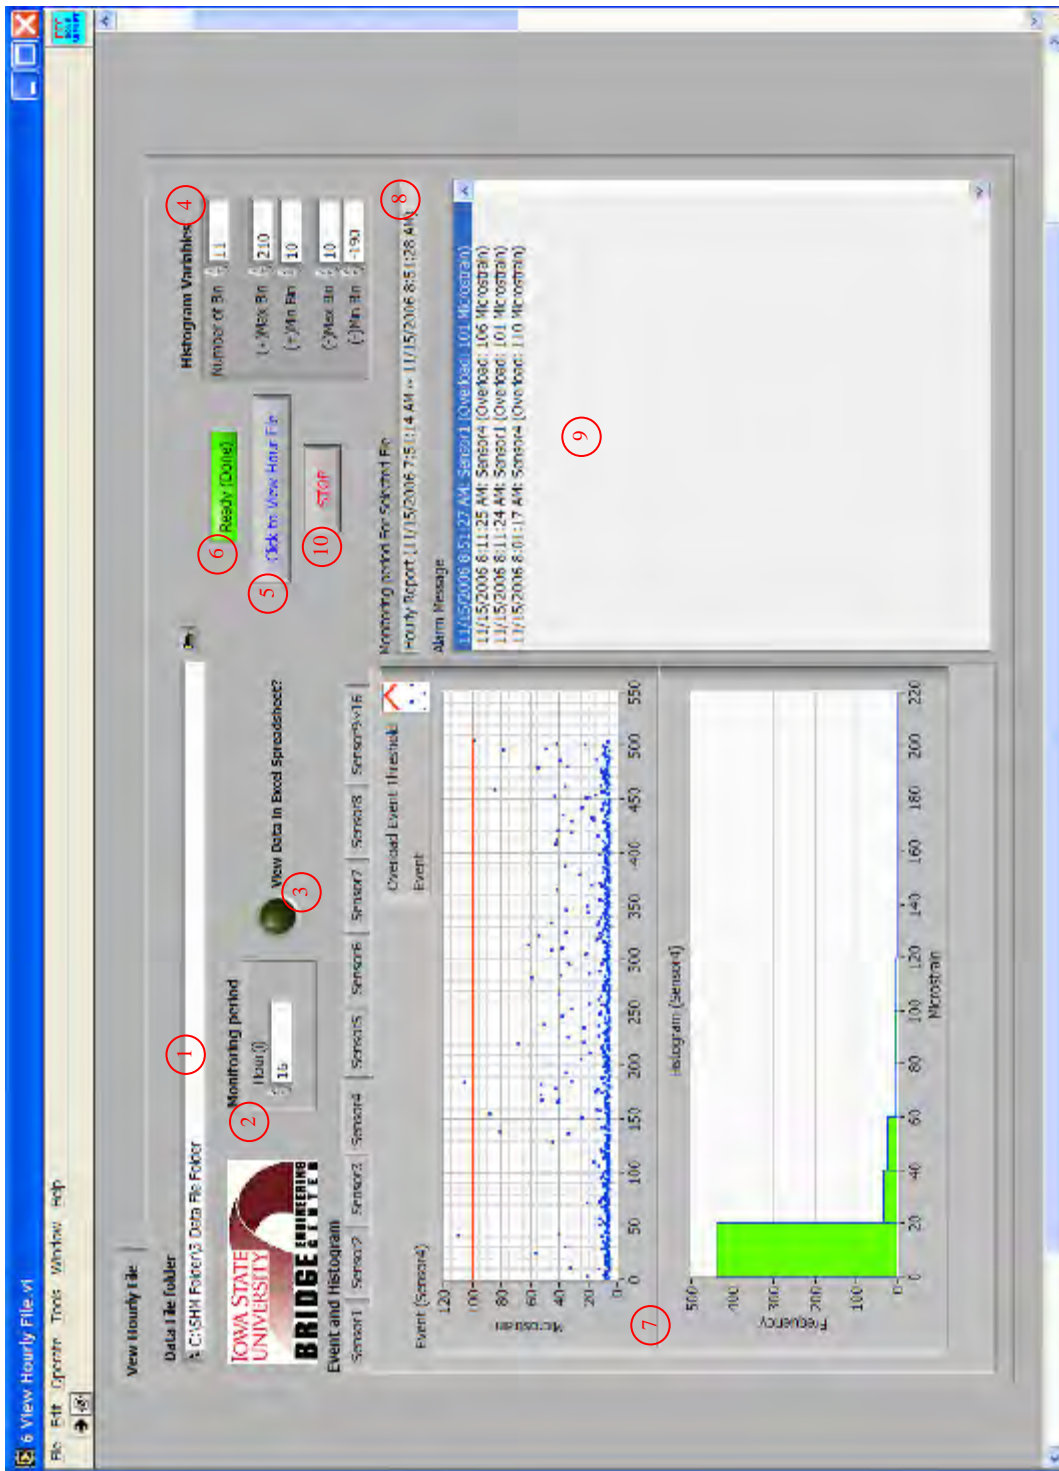 6 View Hourly File.vi
File Edit Operate Tools Window Help
View Hourly File
Data File Folder
C:\SHM Folder\3 Data File Folder
1
IOWA STATE
UNIVERSITY
BRIDGE ENGINEERING
CENTER
2
Monitoring period
Hour(i)
16
3
View Data in Excel Spreadsheet?
6
Ready (Done)
5
Click to View Hour File
10
STOP
Histogram Variables
4
Number of Bin 11
(+)Max Bin 210
(+)Min Bin 10
(-)Max Bin 10
(-)Min Bin -190
Event and Histogram
Sensor1 Sensor2 Sensor3 Sensor4 Sensor5 Sensor6 Sensor7 Sensor8 Sensor9~16
Event (Sensor4)
Overload Event Threshold
Event
Microstrain
120
100
80
60
40
20
0
0 50 100 150 200 250 300 350 400 450 500 550
7
Histogram (Sensor4)
Frequency
500
400
300
200
100
0
0 20 40 60 80 100 120 140 160 180 200 220
Microstrain
Monitoring period For Selected File
8
Hourly Report [11/15/2006 7:51:14 AM ~ 11/15/2006 8:51:28 AM]
Alarm Message
11/15/2006 8:51:27 AM: Sensor1 (Overload: 101 Microstrain)
11/15/2006 8:11:25 AM: Sensor4 (Overload: 106 Microstrain)
11/15/2006 8:11:24 AM: Sensor1 (Overload: 101 Microstrain)
11/15/2006 8:01:17 AM: Sensor4 (Overload: 110 Microstrain)
9